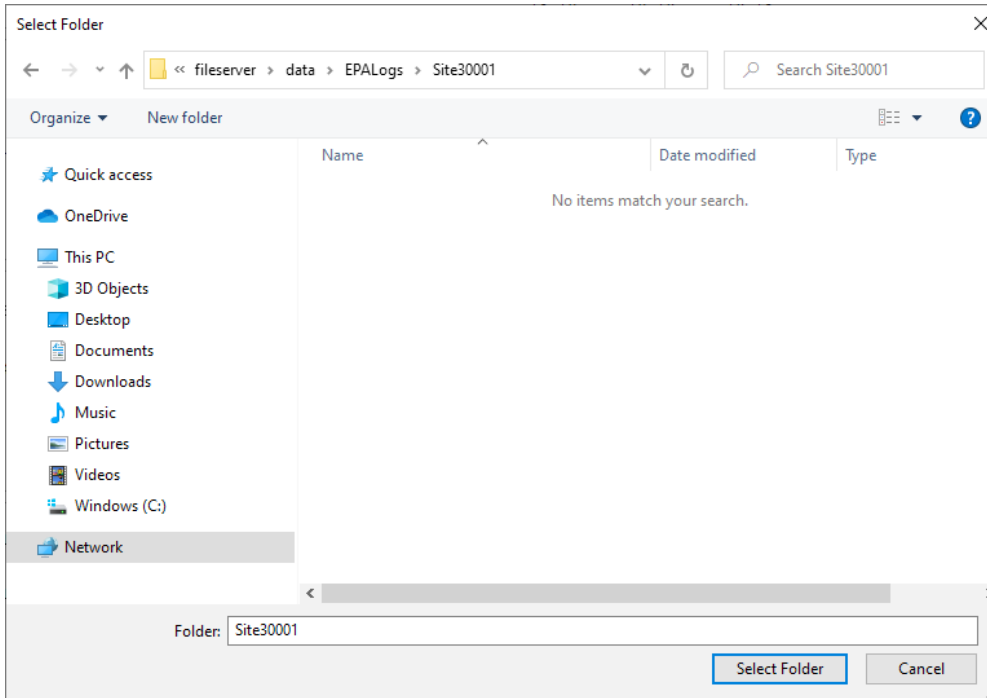 Select Folder
« fileserver › data › EPALogs › Site30001
Search Site30001
Organize
New folder
Name
Date modified
Type
No items match your search.
Quick access
OneDrive
This PC
3D Objects
Desktop
Documents
Downloads
Music
Pictures
Videos
Windows (C:)
Network
Folder: Site30001
Select Folder
Cancel